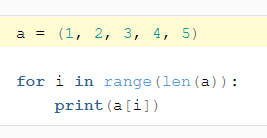 a = (1, 2, 3, 4, 5)
for i in range(len(a)):
    print(a[i])